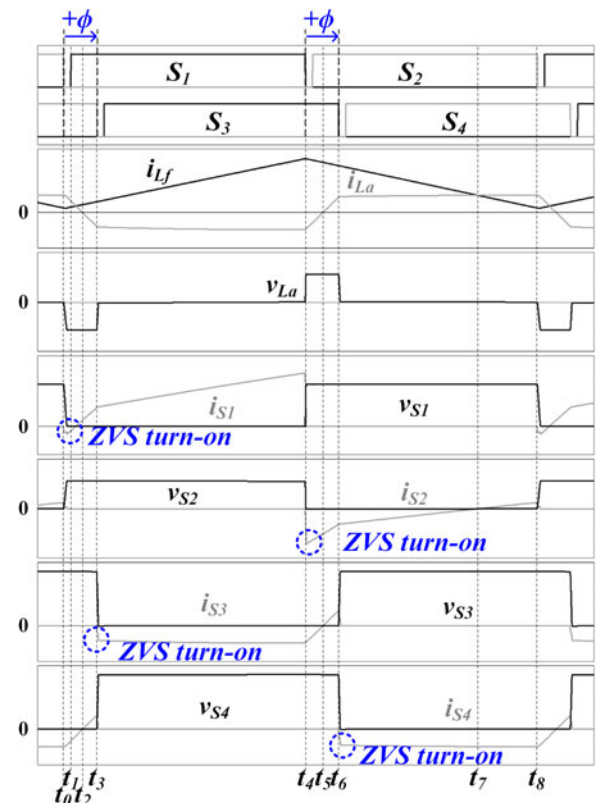 +ϕ +ϕ
S1 S2
S3 S4
iLf iLa
0
vLa
0
iS1 vS1
0
ZVS turn-on
vS2 iS2
0
ZVS turn-on
iS3 vS3
0
ZVS turn-on
vS4 iS4
0
ZVS turn-on
t1 t3 t4 t5 t6 t7 t8
t0 t2